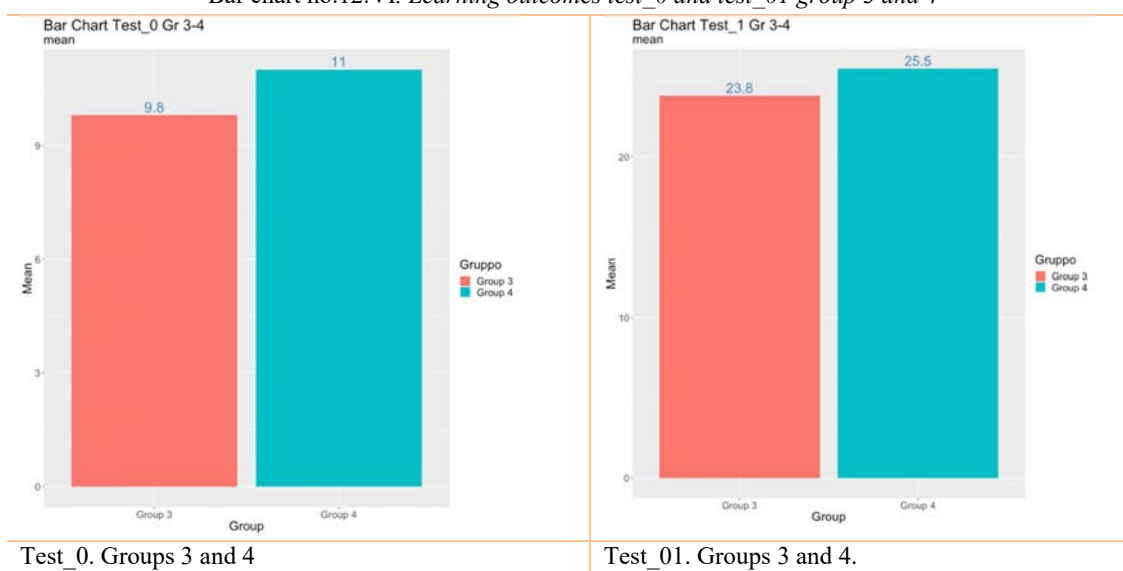 Bar chart no.12.VI. Learning outcomes test_0 and test_01 group 3 and 4
Bar Chart Test_0 Gr 3-4
mean
11
9.8
9
6
3
0
Mean
Group 3
Group 4
Group
Gruppo
Group 3
Group 4
Bar Chart Test_1 Gr 3-4
mean
25.5
23.8
20
10
0
Mean
Group 3
Group 4
Group
Gruppo
Group 3
Group 4
Test_0. Groups 3 and 4
Test_01. Groups 3 and 4.